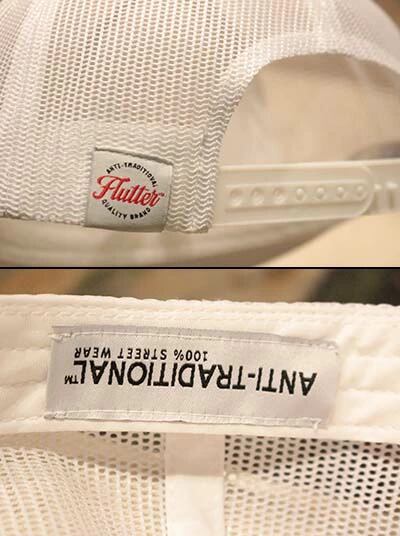 ANTI-TRADITIONAL
Flutter
QUALITY BRAND
ANTI-TRADITIONAL™
100% STREET WEAR